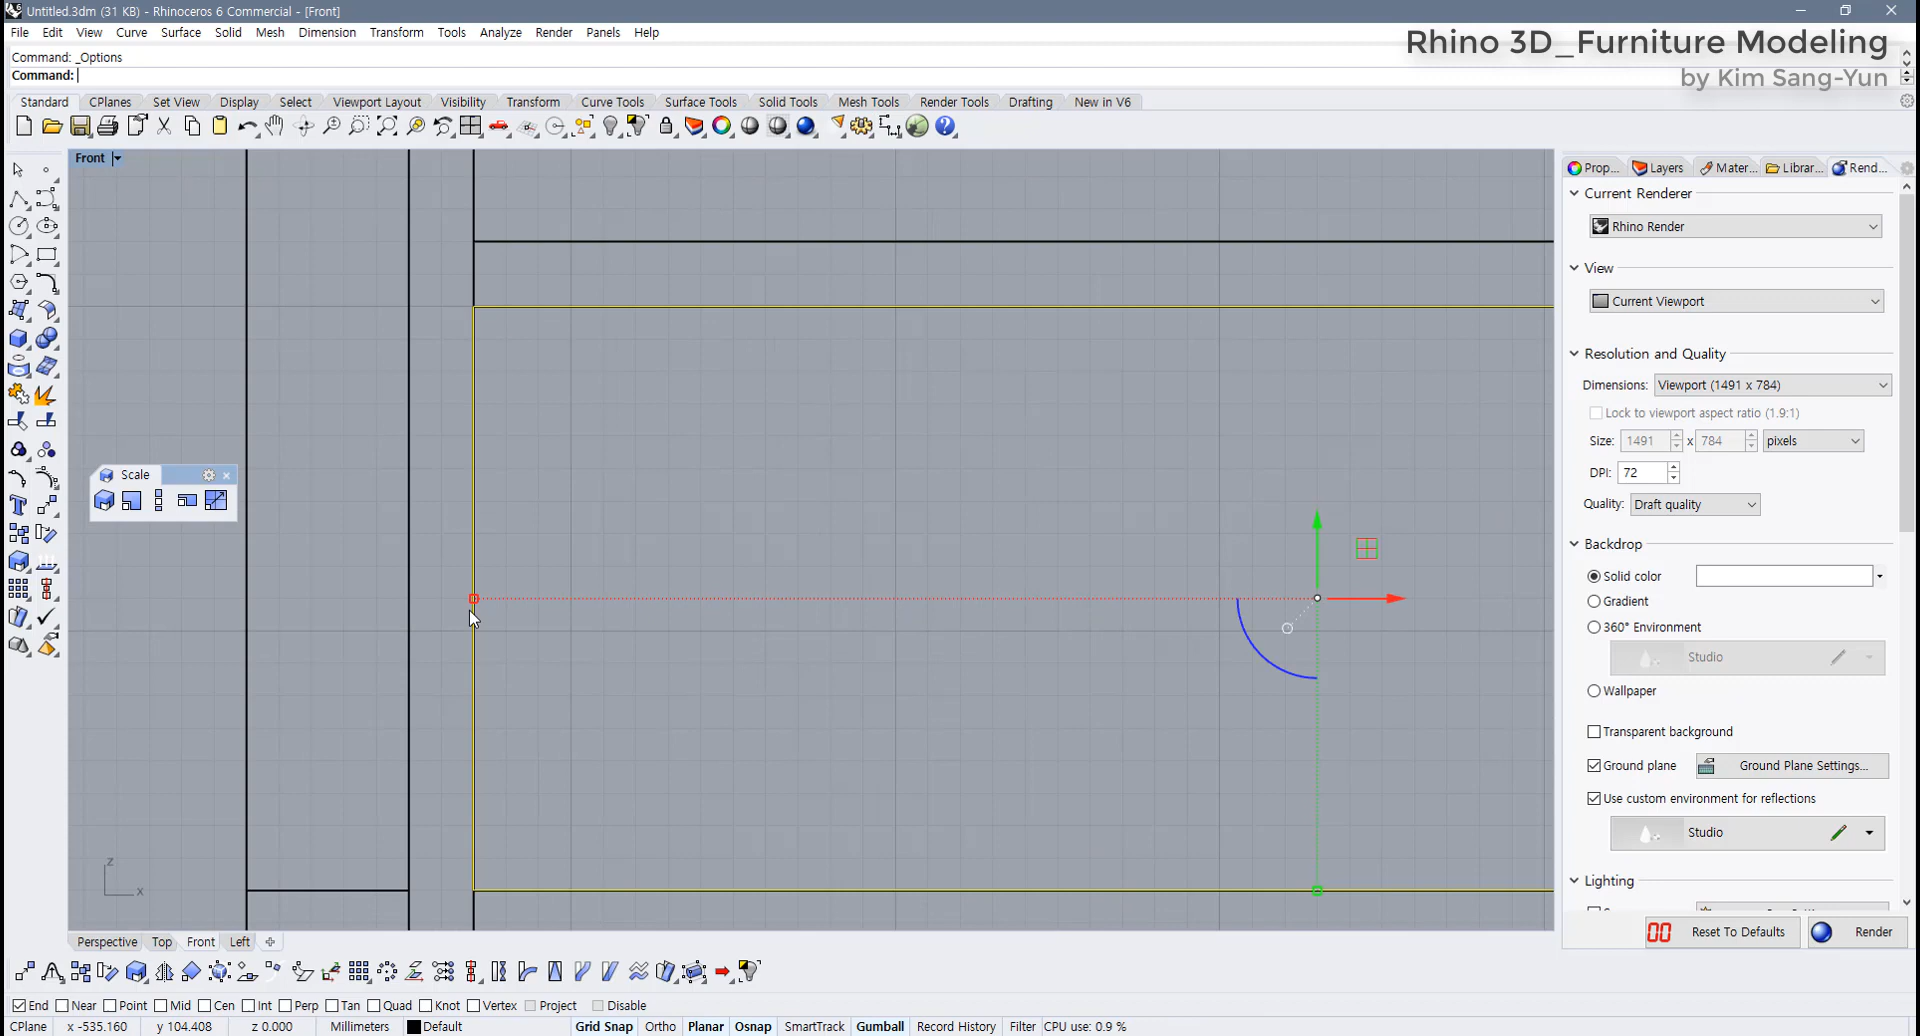 Untitled.3dm (31 KB) - Rhinoceros 6 Commercial - [Front]
File Edit View Curve Surface Solid Mesh Dimension Transform Tools Analyze Render Panels Help
Rhino 3D_Furniture Modeling
by Kim Sang-Yun
Command: _Options
Command:
Standard CPlanes Set View Display Select Viewport Layout Visibility Transform Curve Tools Surface Tools Solid Tools Mesh Tools Render Tools Drafting New in V6
Front
Prop... Layers Mater... Librar... Rend...
Current Renderer
Rhino Render
View
Current Viewport
Resolution and Quality
Dimensions: Viewport (1491 x 784)
Lock to viewport aspect ratio (1.9:1)
Size: 1491 x 784 pixels
DPI: 72
Quality: Draft quality
Backdrop
Solid color
Gradient
360° Environment
Studio
Wallpaper
Transparent background
Ground plane Ground Plane Settings...
Use custom environment for reflections
Studio
Lighting
Reset To Defaults Render
Scale
z
x
Perspective Top Front Left
End Near Point Mid Cen Int Perp Tan Quad Knot Vertex Project Disable
CPlane x -535.160 y 104.408 z 0.000 Millimeters Default Grid Snap Ortho Planar Osnap SmartTrack Gumball Record History Filter CPU use: 0.9 %